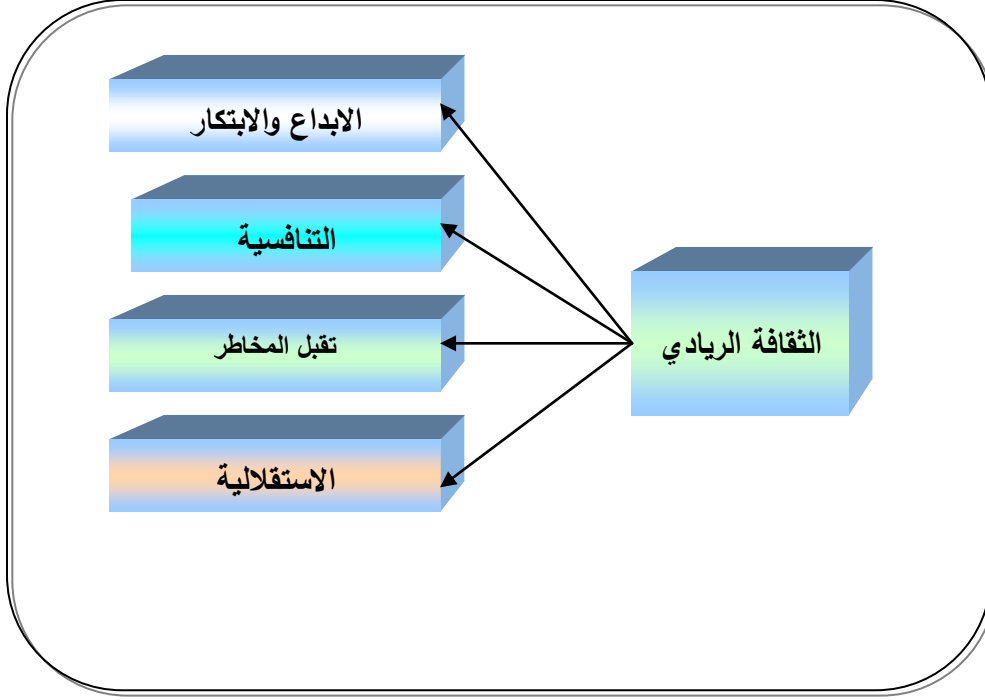 الابداع والابتكار
التنافسية
الثقافة الريادي
تقبل المخاطر
الاستقلالية